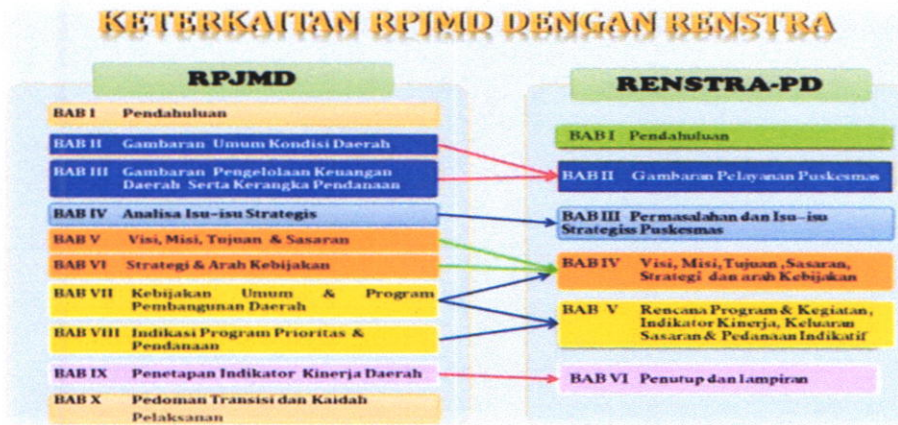 KETERKAITAN RPJMD DENGAN RENSTRA
RPJMD
BAB I Pendahuluan
BAB II Gambaran Umum Kondisi Daerah
BAB III Gambaran Pengelolaan Keuangan
Daerah Serta Kerangka Pendanaan
BAB IV Analisa Isu-isu Strategis
BAB V Visi, Misi, Tujuan & Sasaran
BAB VI Strategi & Arah Kebijakan
BAB VII Kebijakan Umum & Program
Pembangunan Daerah
BAB VIII Indikasi Program Prioritas &
Pendanaan
BAB IX Penetapan Indikator Kinerja Daerah
BAB X Pedoman Transisi dan Kaidah
Pelaksanan
RENSTRA-PD
BAB I Pendahuluan
BAB II Gambaran Pelayanan Puskesmas
BAB III Permasalahan dan Isu-isu
Strategiss Puskesmas
BAB IV Visi, Misi, Tujuan ,Sasaran,
Strategi dan arah Kebijakan
BAB V Rencana Program & Kegiatan,
Indikator Kinerja, Keluaran
Sasaran & Pedanaan Indikatif
BAB VI Penutup dan Lampiran